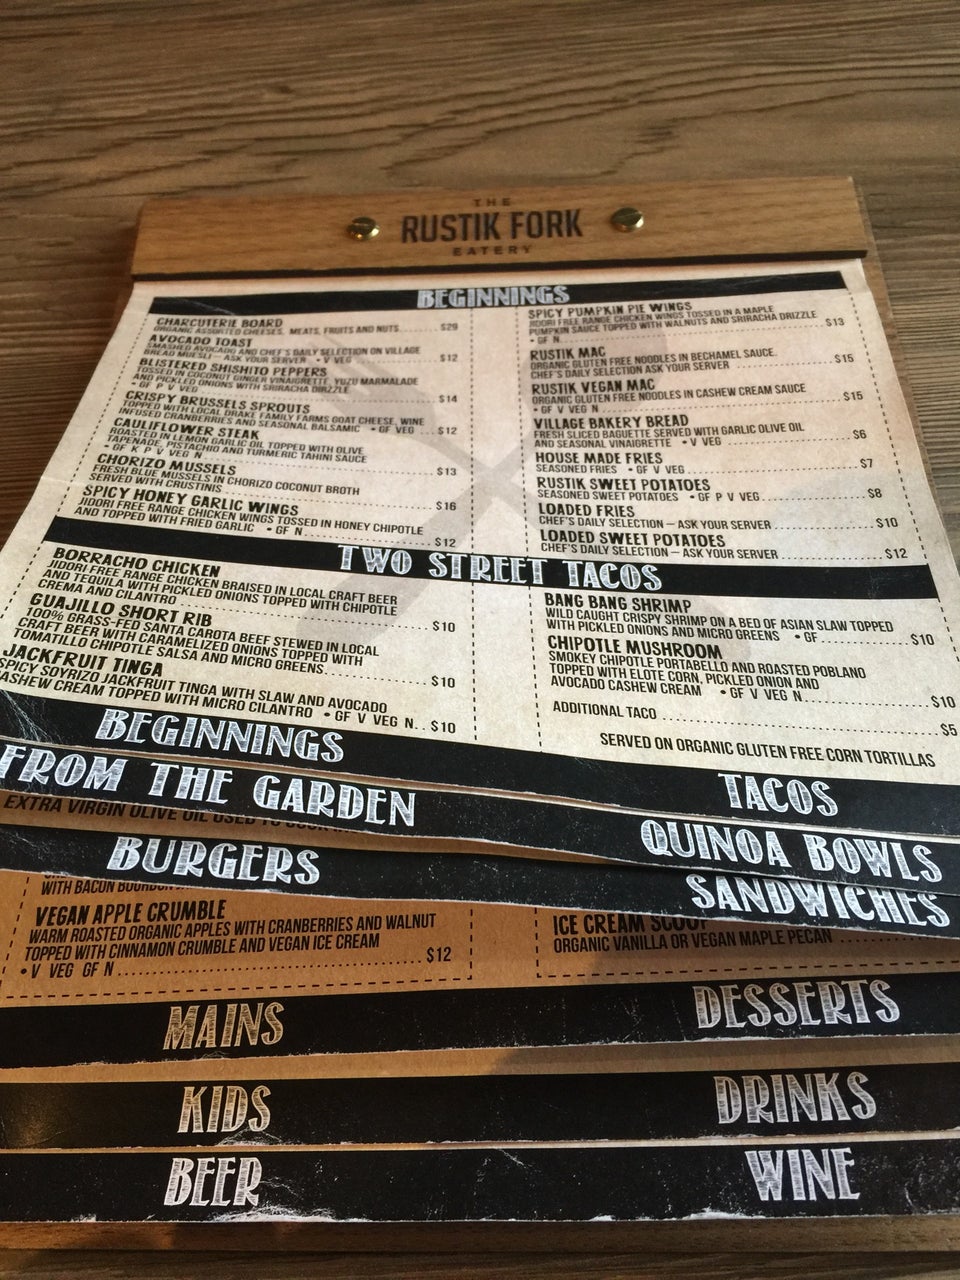 THE
RUSTIK FORK
EATERY
BEGINNINGS
CHARCUTERIE BOARD
ORGANIC ASSORTED CHEESES, MEATS, FRUITS AND NUTS ........ $29
AVOCADO TOAST
SMASHED AVOCADO AND CHEF'S DAILY SELECTION ON VILLAGE
BREAD MUESLI – ASK YOUR SERVER • V VEG ........ $12
BLISTERED SHISHITO PEPPERS
TOSSED IN COCONUT GINGER VINAIGRETTE, YUZU MARMALADE
AND PICKLED ONIONS WITH SRIRACHA DRIZZLE
• GF P V VEG ........ $14
CRISPY BRUSSELS SPROUTS
TOPPED WITH LOCAL DRAKE FAMILY FARMS GOAT CHEESE, WINE
INFUSED CRANBERRIES AND SEASONAL BALSAMIC • GF VEG .... $12
CAULIFLOWER STEAK
ROASTED IN LEMON GARLIC OIL TOPPED WITH OLIVE
TAPENADE, PISTACHIO AND TURMERIC TAHINI SAUCE
• GF K P V VEG N ........ $13
CHORIZO MUSSELS
FRESH BLUE MUSSELS IN CHORIZO COCONUT BROTH
SERVED WITH CRUSTINIS ........ $16
SPICY HONEY GARLIC WINGS
JIDORI FREE RANGE CHICKEN WINGS TOSSED IN HONEY CHIPOTLE
AND TOPPED WITH FRIED GARLIC • GF N ........ $12
SPICY PUMPKIN PIE WINGS
JIDORI FREE RANGE CHICKEN WINGS TOSSED IN A MAPLE
PUMPKIN SAUCE TOPPED WITH WALNUTS AND SRIRACHA DRIZZLE
• GF N ........ $13
RUSTIK MAC
ORGANIC GLUTEN FREE NOODLES IN BECHAMEL SAUCE.
CHEF'S DAILY SELECTION ASK YOUR SERVER ........ $15
RUSTIK VEGAN MAC
ORGANIC GLUTEN FREE NOODLES IN CASHEW CREAM SAUCE
• GF V VEG N ........ $15
VILLAGE BAKERY BREAD
FRESH SLICED BAGUETTE SERVED WITH GARLIC OLIVE OIL
AND SEASONAL VINAIGRETTE • V VEG ........ $6
HOUSE MADE FRIES
SEASONED FRIES • GF V VEG ........ $7
RUSTIK SWEET POTATOES
SEASONED SWEET POTATOES • GF P V VEG ........ $8
LOADED FRIES
CHEF'S DAILY SELECTION – ASK YOUR SERVER ........ $10
LOADED SWEET POTATOES
CHEF'S DAILY SELECTION – ASK YOUR SERVER ........ $12
TWO STREET TACOS
BORRACHO CHICKEN
JIDORI FREE RANGE CHICKEN BRAISED IN LOCAL CRAFT BEER
AND TEQUILA WITH PICKLED ONIONS TOPPED WITH CHIPOTLE
CREMA AND CILANTRO ........ $10
GUAJILLO SHORT RIB
100% GRASS-FED SANTA CAROTA BEEF STEWED IN LOCAL
CRAFT BEER WITH CARAMELIZED ONIONS TOPPED WITH
TOMATILLO CHIPOTLE SALSA AND MICRO GREENS ........ $10
JACKFRUIT TINGA
SPICY SOYRIZO JACKFRUIT TINGA WITH SLAW AND AVOCADO
CASHEW CREAM TOPPED WITH MICRO CILANTRO • GF V VEG N .. $10
BANG BANG SHRIMP
WILD CAUGHT CRISPY SHRIMP ON A BED OF ASIAN SLAW TOPPED
WITH PICKLED ONIONS AND MICRO GREENS • GF ........ $10
CHIPOTLE MUSHROOM
SMOKEY CHIPOTLE PORTABELLO AND ROASTED POBLANO
TOPPED WITH ELOTE CORN, PICKLED ONION AND
AVOCADO CASHEW CREAM • GF V VEG N ........ $10
ADDITIONAL TACO ........ $5
SERVED ON ORGANIC GLUTEN FREE CORN TORTILLAS
BEGINNINGS TACOS
FROM THE GARDEN QUINOA BOWLS
EXTRA VIRGIN OLIVE OIL USED TO
BURGERS SANDWICHES
WITH BACON BOURBON
VEGAN APPLE CRUMBLE
WARM ROASTED ORGANIC APPLES WITH CRANBERRIES AND WALNUT
TOPPED WITH CINNAMON CRUMBLE AND VEGAN ICE CREAM
• V VEG GF N ........ $12
ICE CREAM SCOOP
ORGANIC VANILLA OR VEGAN MAPLE PECAN ........
MAINS DESSERTS
KIDS DRINKS
BEER WINE